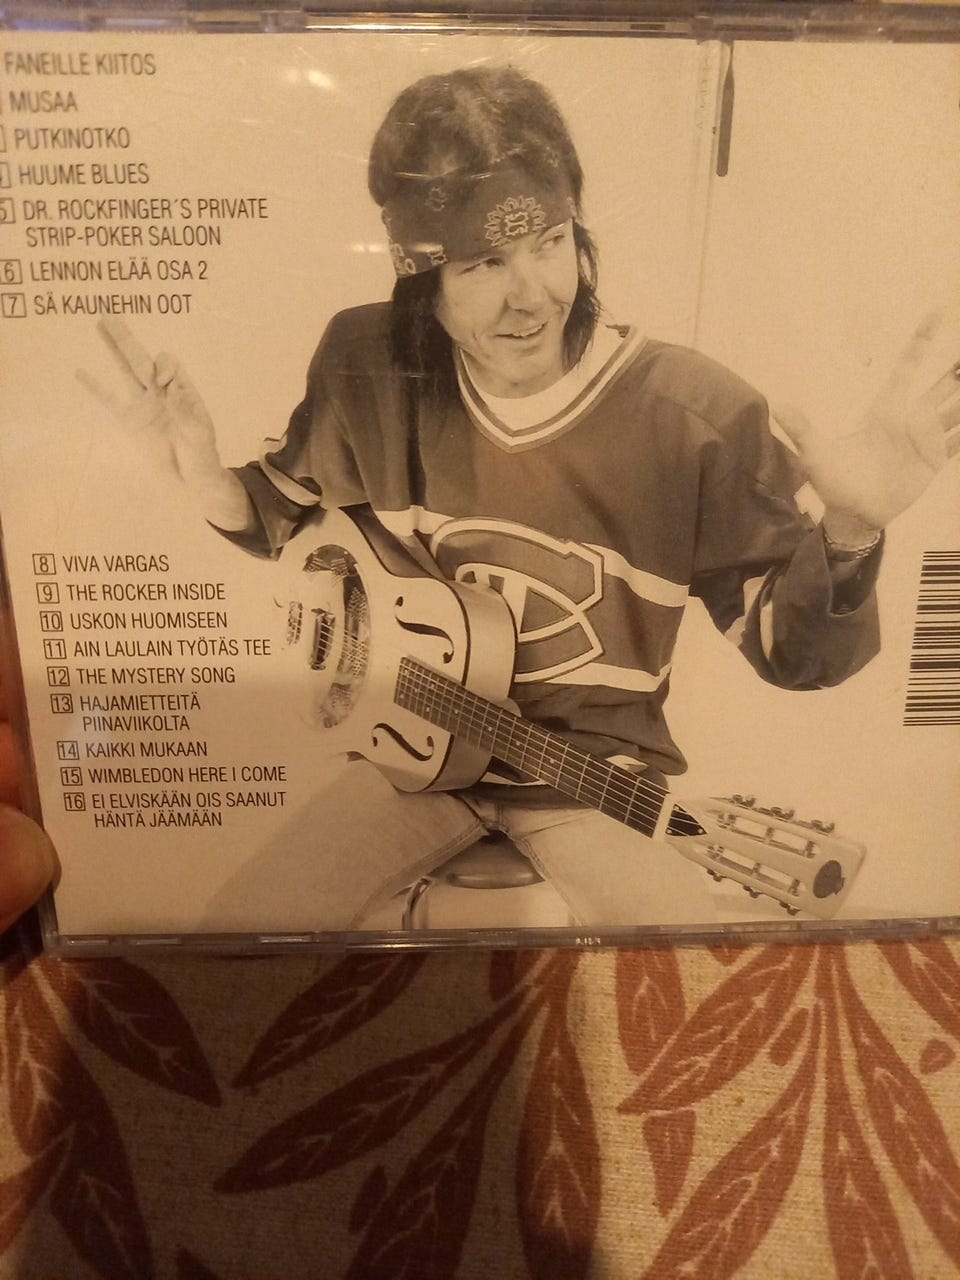 FANEILLE KIITOS
MUSAA
PUTKINOTKO
HUUME BLUES
5 DR. ROCKFINGER´S PRIVATE
STRIP-POKER SALOON
6 LENNON ELÄÄ OSA 2
7 SÄ KAUNEHIN OOT
8 VIVA VARGAS
9 THE ROCKER INSIDE
10 USKON HUOMISEEN
11 AIN LAULAIN TYÖTÄS TEE
12 THE MYSTERY SONG
13 HAJAMIETTEITÄ
PIINAVIIKOLTA
14 KAIKKI MUKAAN
15 WIMBLEDON HERE I COME
16 EI ELVISKÄÄN OIS SAANUT
HÄNTÄ JÄÄMÄÄN